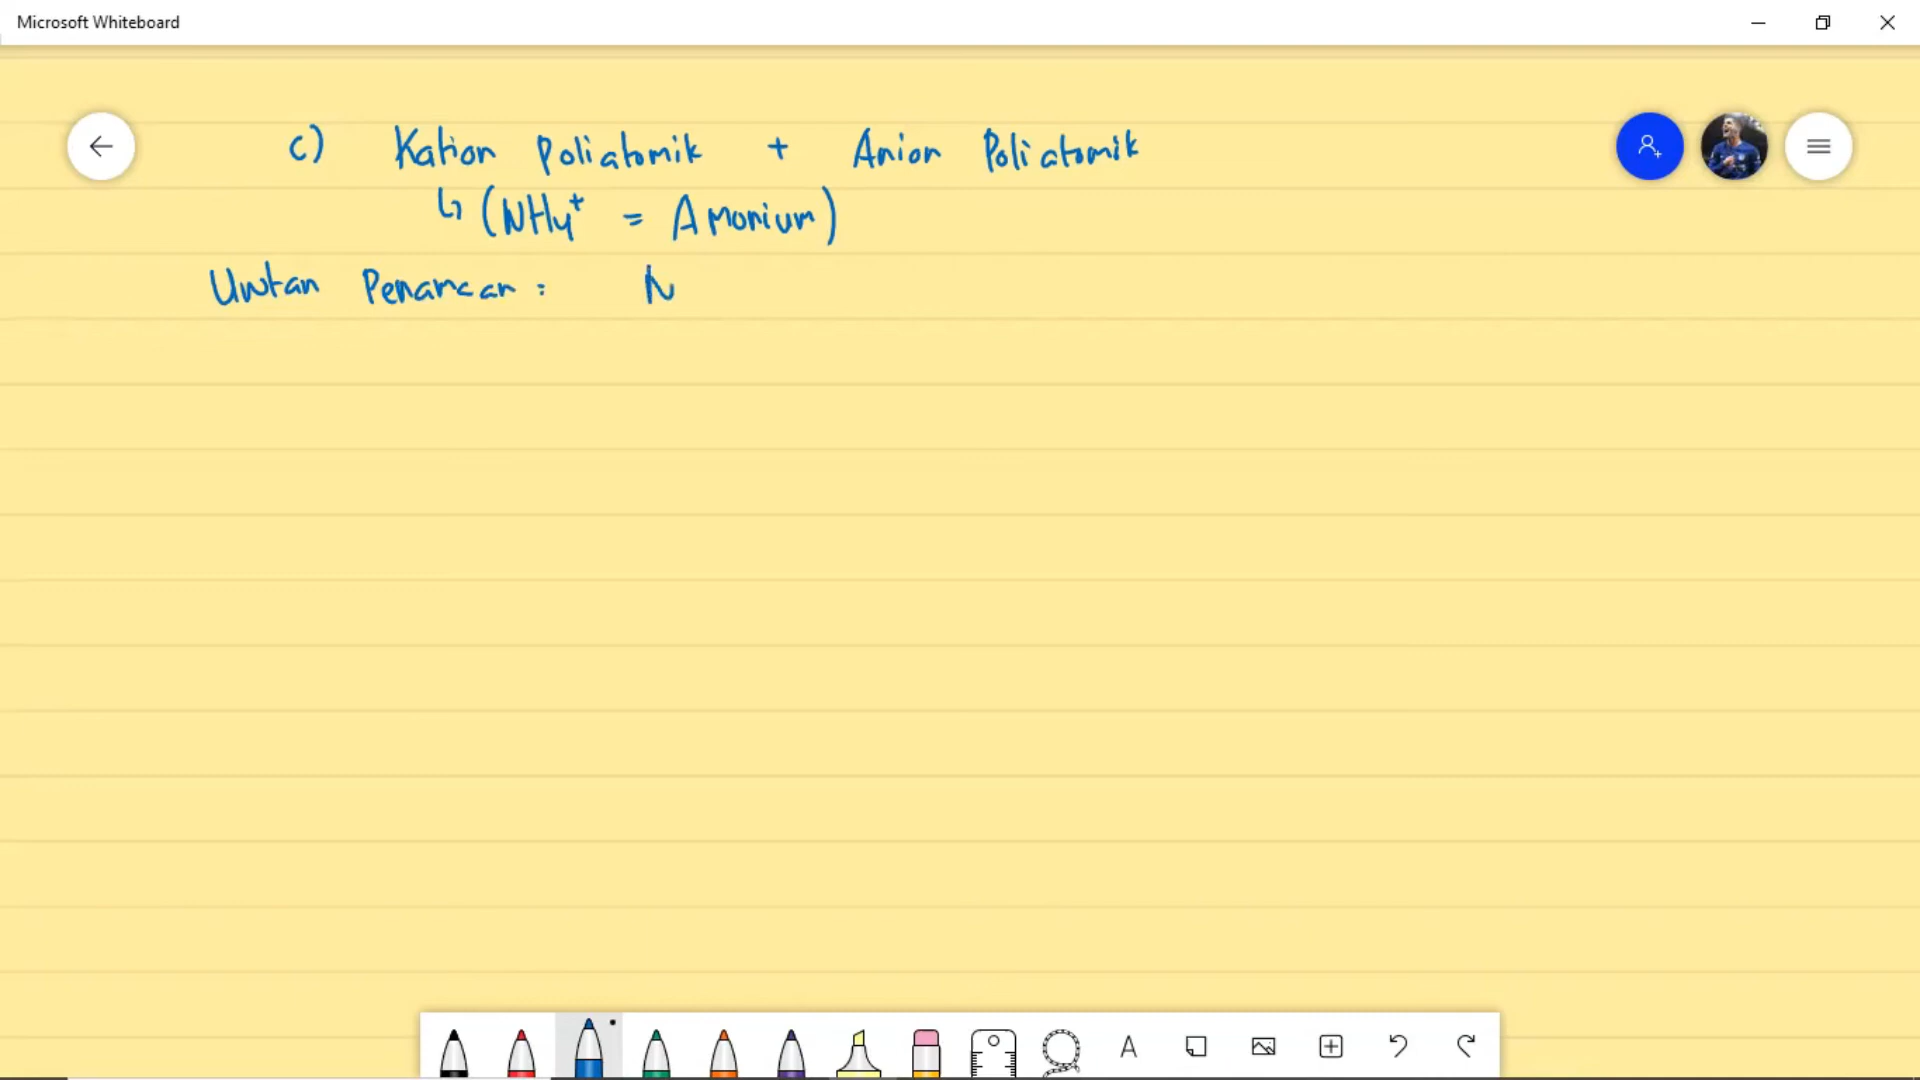 Microsoft Whiteboard
c) Kation Poliatomik + Anion Poliatomik
↳ (NH₄⁺ = Amonium)
Urutan Penamaan : N
A